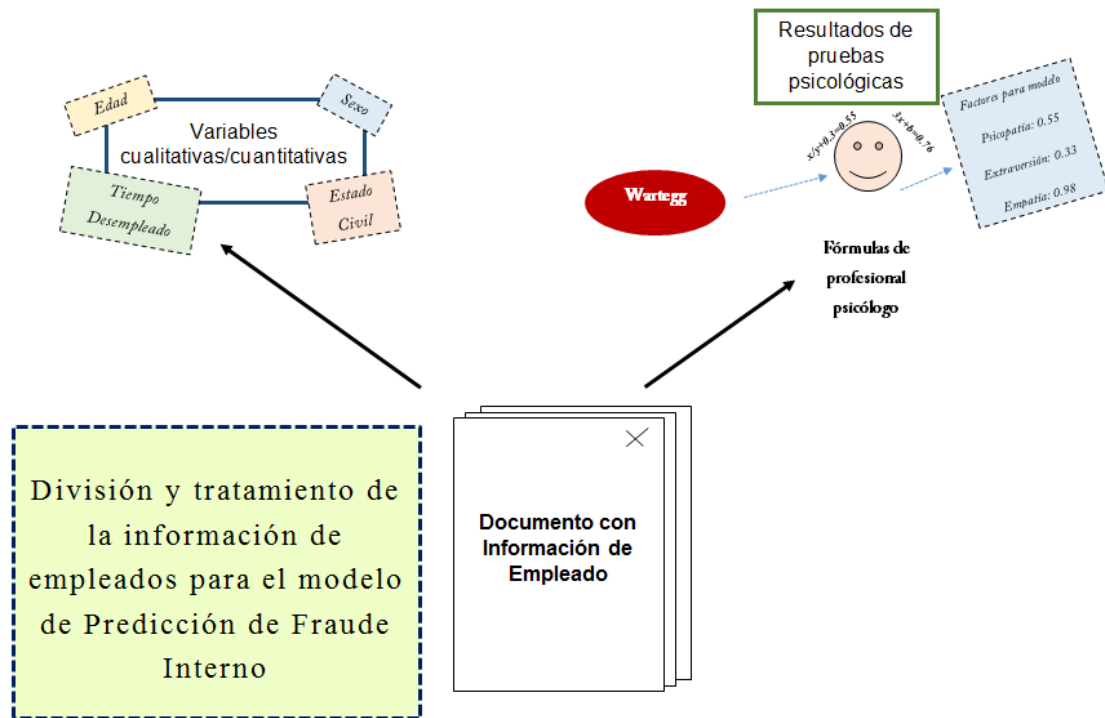 Resultados de
pruebas
psicológicas
Edad
Sexo
Variables
cualitativas/cuantitativas
Tiempo
Desempleado
Estado
Civil
Wartegg
x/y+0.3=0.55
3x+b=0.76
Factores para modelo
Psicopatía: 0.55
Extraversión: 0.33
Empatía: 0.98
Fórmulas de
profesional
psicólogo
División y tratamiento de
la información de
empleados para el modelo
de Predicción de Fraude
Interno
Documento con
Información de
Empleado